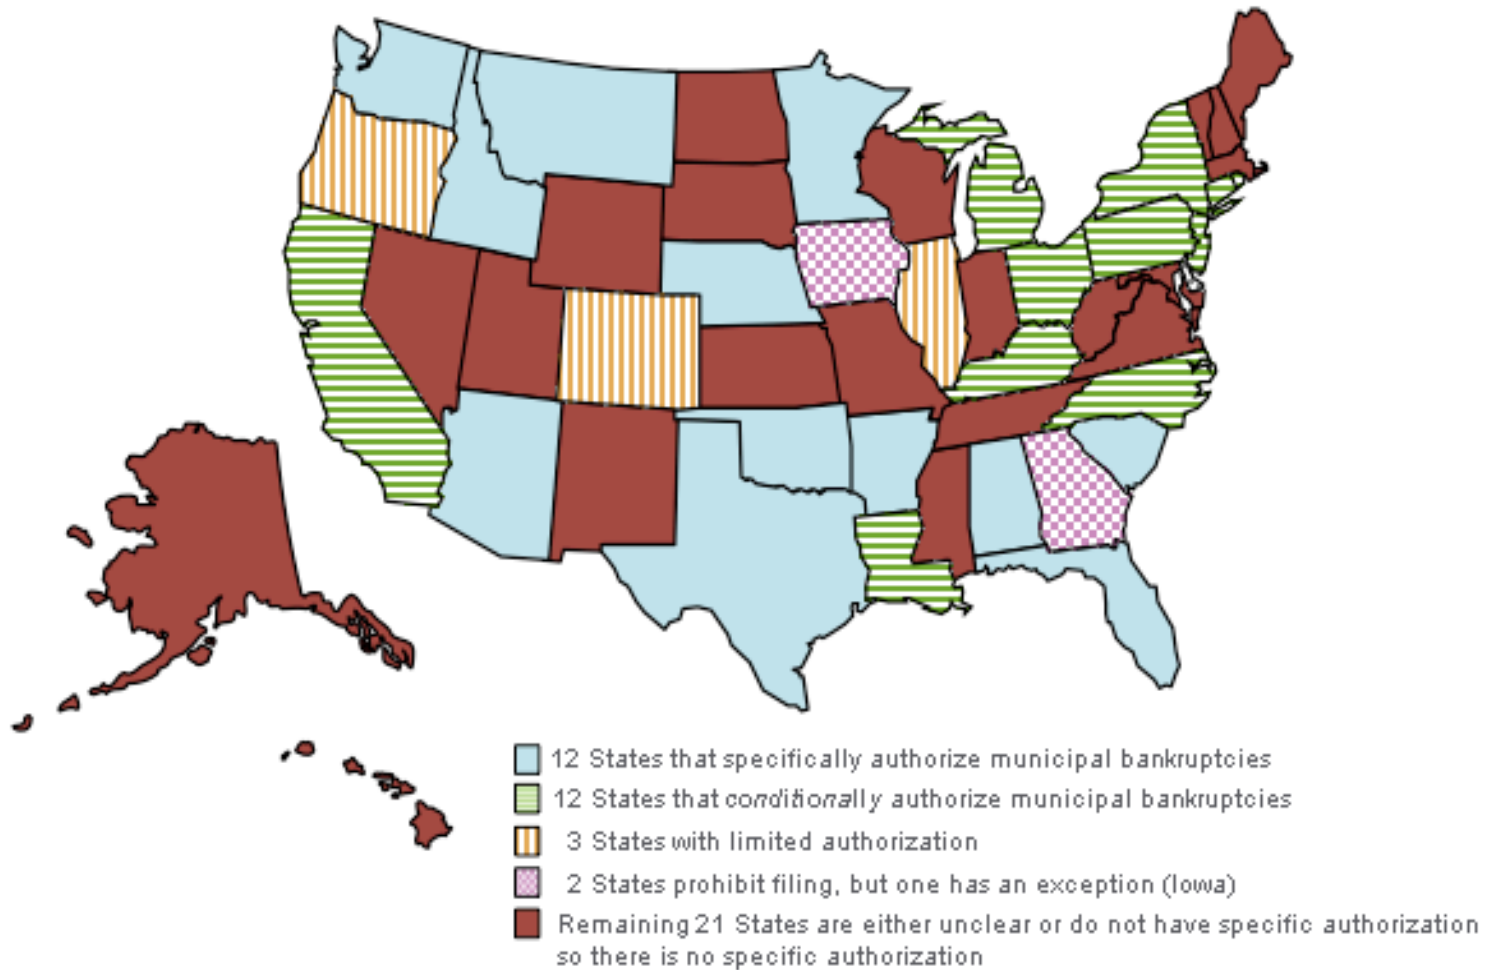 12 States that specifically authorize municipal bankruptcies
12 States that conditionally authorize municipal bankruptcies
3 States with limited authorization
2 States prohibit filing, but one has an exception (Iowa)
Remaining 21 States are either unclear or do not have specific authorization
so there is no specific authorization